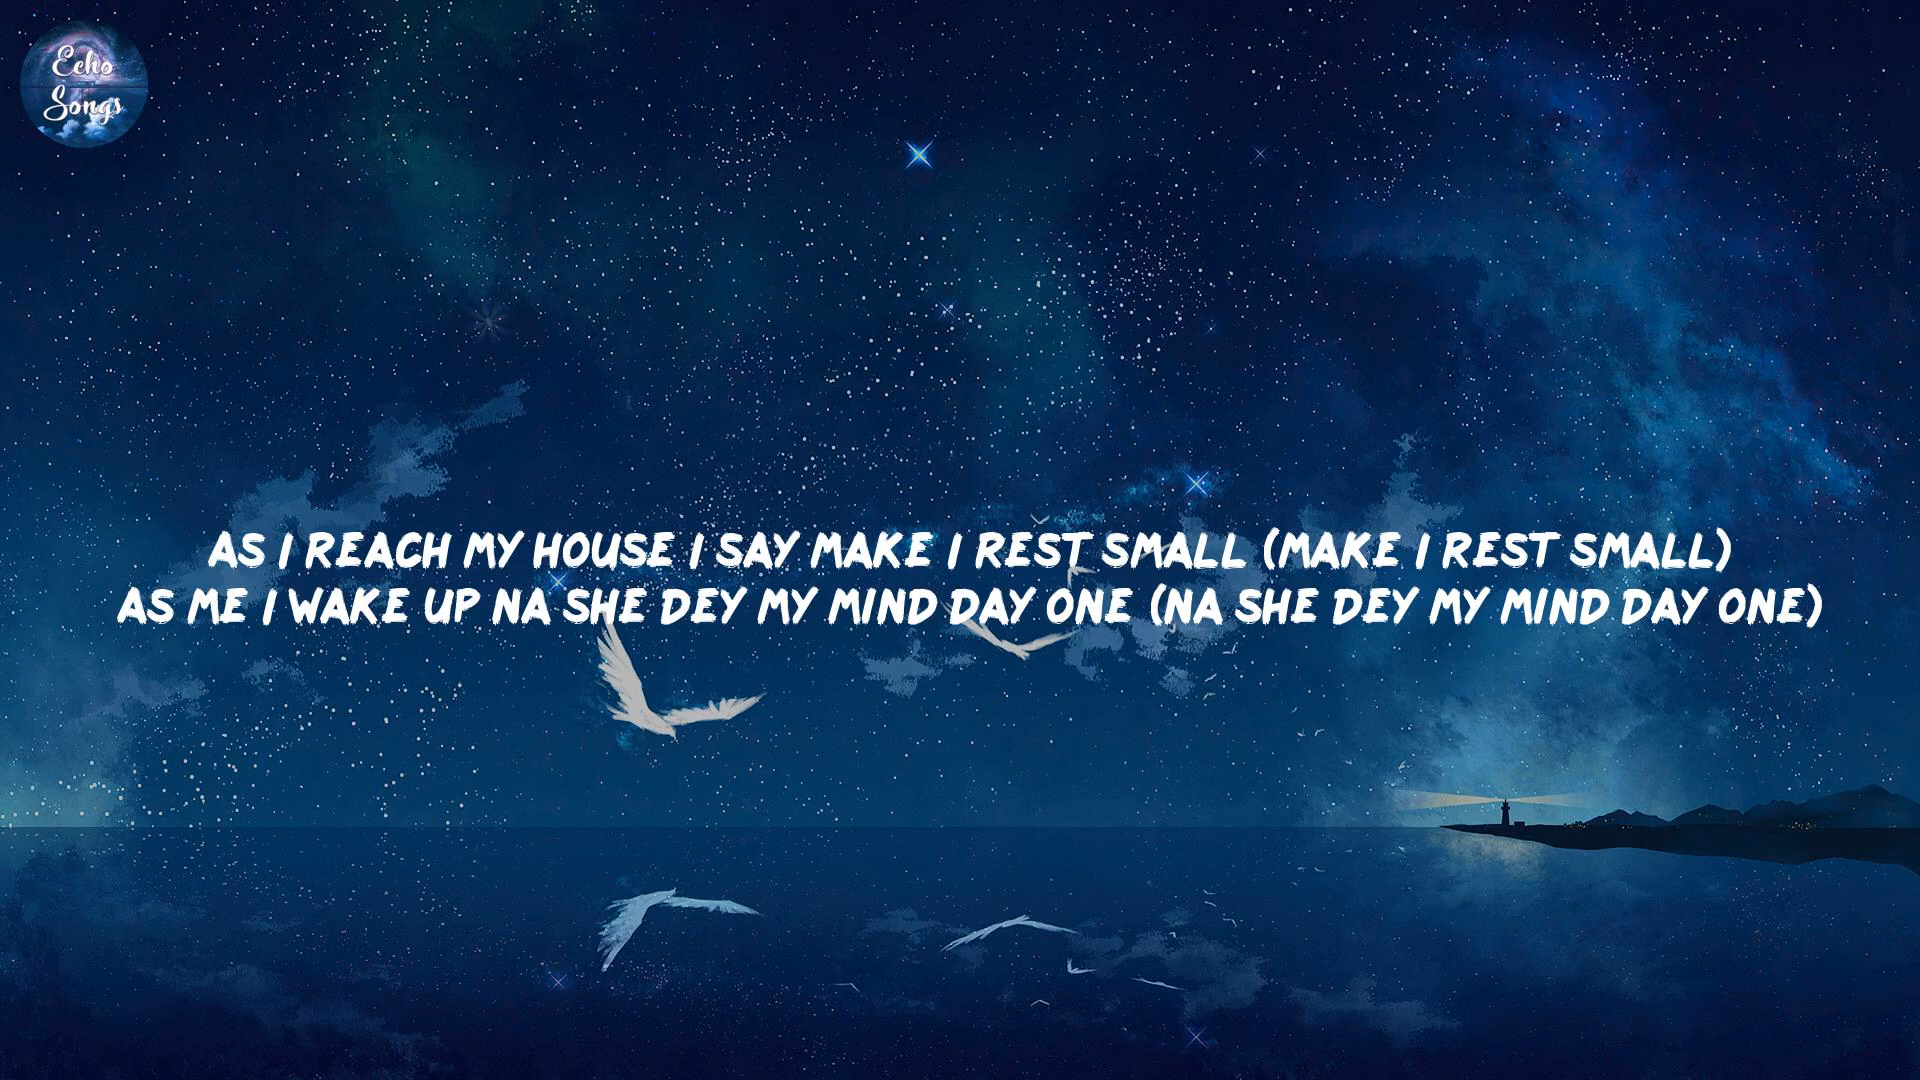 Echo
Songs
AS I REACH MY HOUSE I SAY MAKE I REST SMALL (MAKE I REST SMALL)
AS ME I WAKE UP NA SHE DEY MY MIND DAY ONE (NA SHE DEY MY MIND DAY ONE)